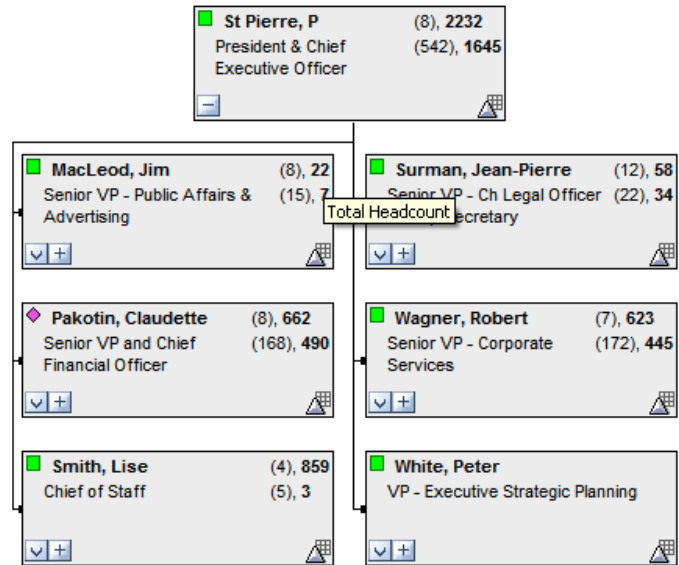 St Pierre, P (8), 2232
President & Chief (542), 1645
Executive Officer
MacLeod, Jim (8), 22
Senior VP - Public Affairs & (15), 7
Advertising
Total Headcount
Surman, Jean-Pierre (12), 58
Senior VP - Ch Legal Officer (22), 34
Pakotin, Claudette (8), 662
Senior VP and Chief (168), 490
Financial Officer
Wagner, Robert (7), 623
Senior VP - Corporate (172), 445
Services
Smith, Lise (4), 859
Chief of Staff (5), 3
White, Peter
VP - Executive Strategic Planning